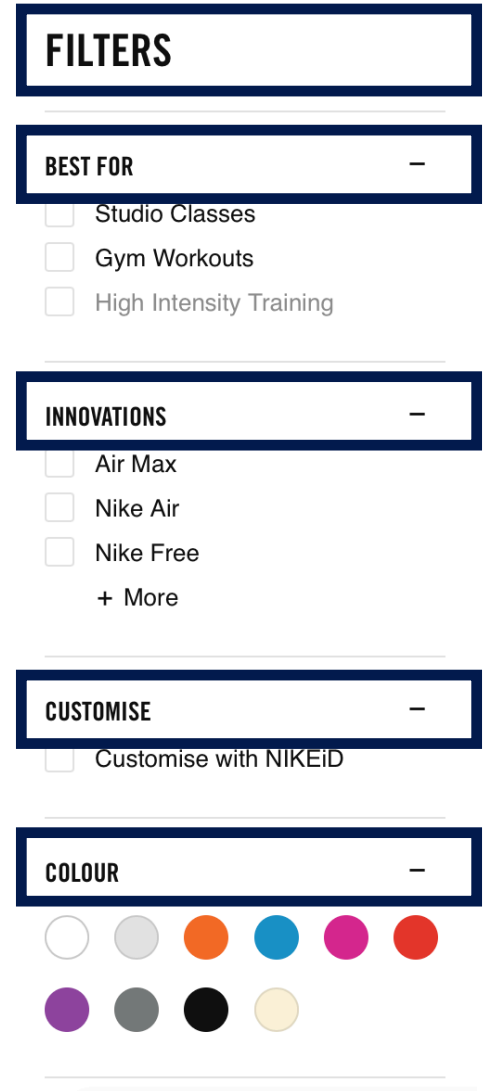 FILTERS
BEST FOR −
Studio Classes
Gym Workouts
High Intensity Training
INNOVATIONS −
Air Max
Nike Air
Nike Free
+ More
CUSTOMISE −
Customise with NIKEiD
COLOUR −